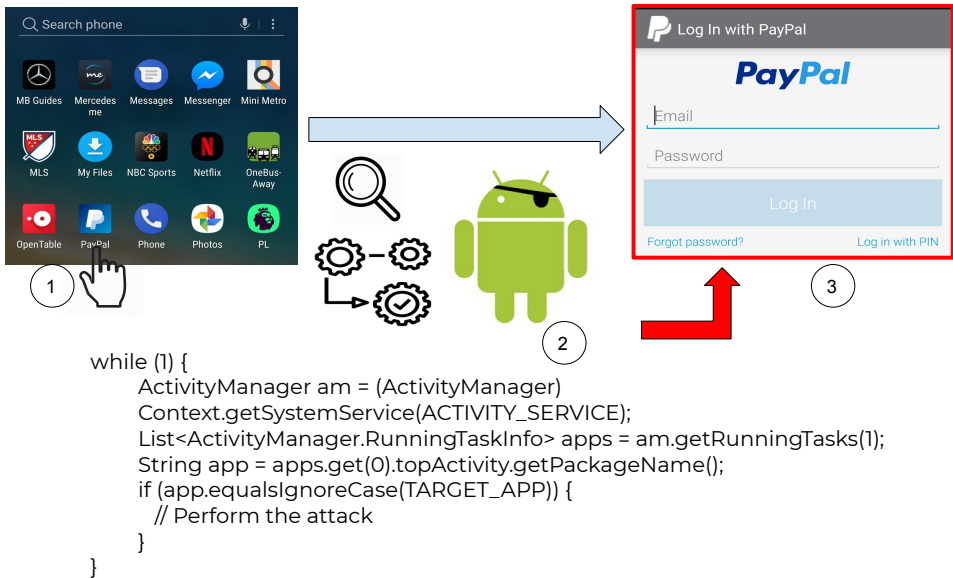 Search phone
MB Guides
Mercedes me
Messages
Messenger
Mini Metro
MLS
MLS
My Files
NBC Sports
N
Netflix
OneBus-Away
OpenTable
PayPal
Phone
Photos
PL
1
2
Log In with PayPal
PayPal
Email
Password
Log In
Forgot password?
Log in with PIN
3
while (1) {
ActivityManager am = (ActivityManager)
Context.getSystemService(ACTIVITY_SERVICE);
List<ActivityManager.RunningTaskInfo> apps = am.getRunningTasks(1);
String app = apps.get(0).topActivity.getPackageName();
if (app.equalsIgnoreCase(TARGET_APP)) {
// Perform the attack
}
}